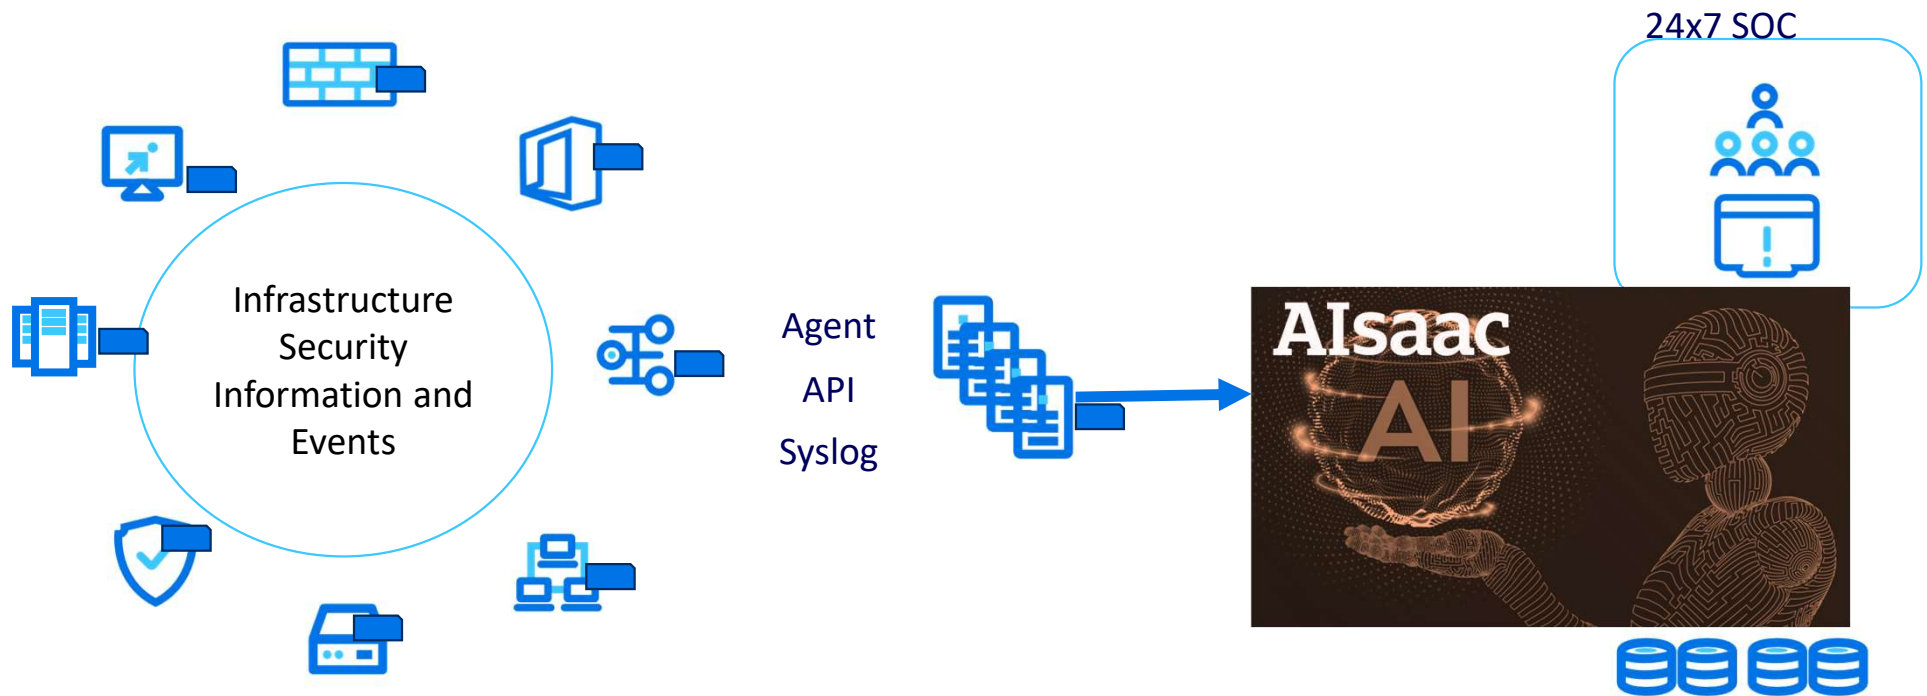 24x7 SOC
Infrastructure
Security
Information and
Events
Agent
API
Syslog
AIsaac
AI